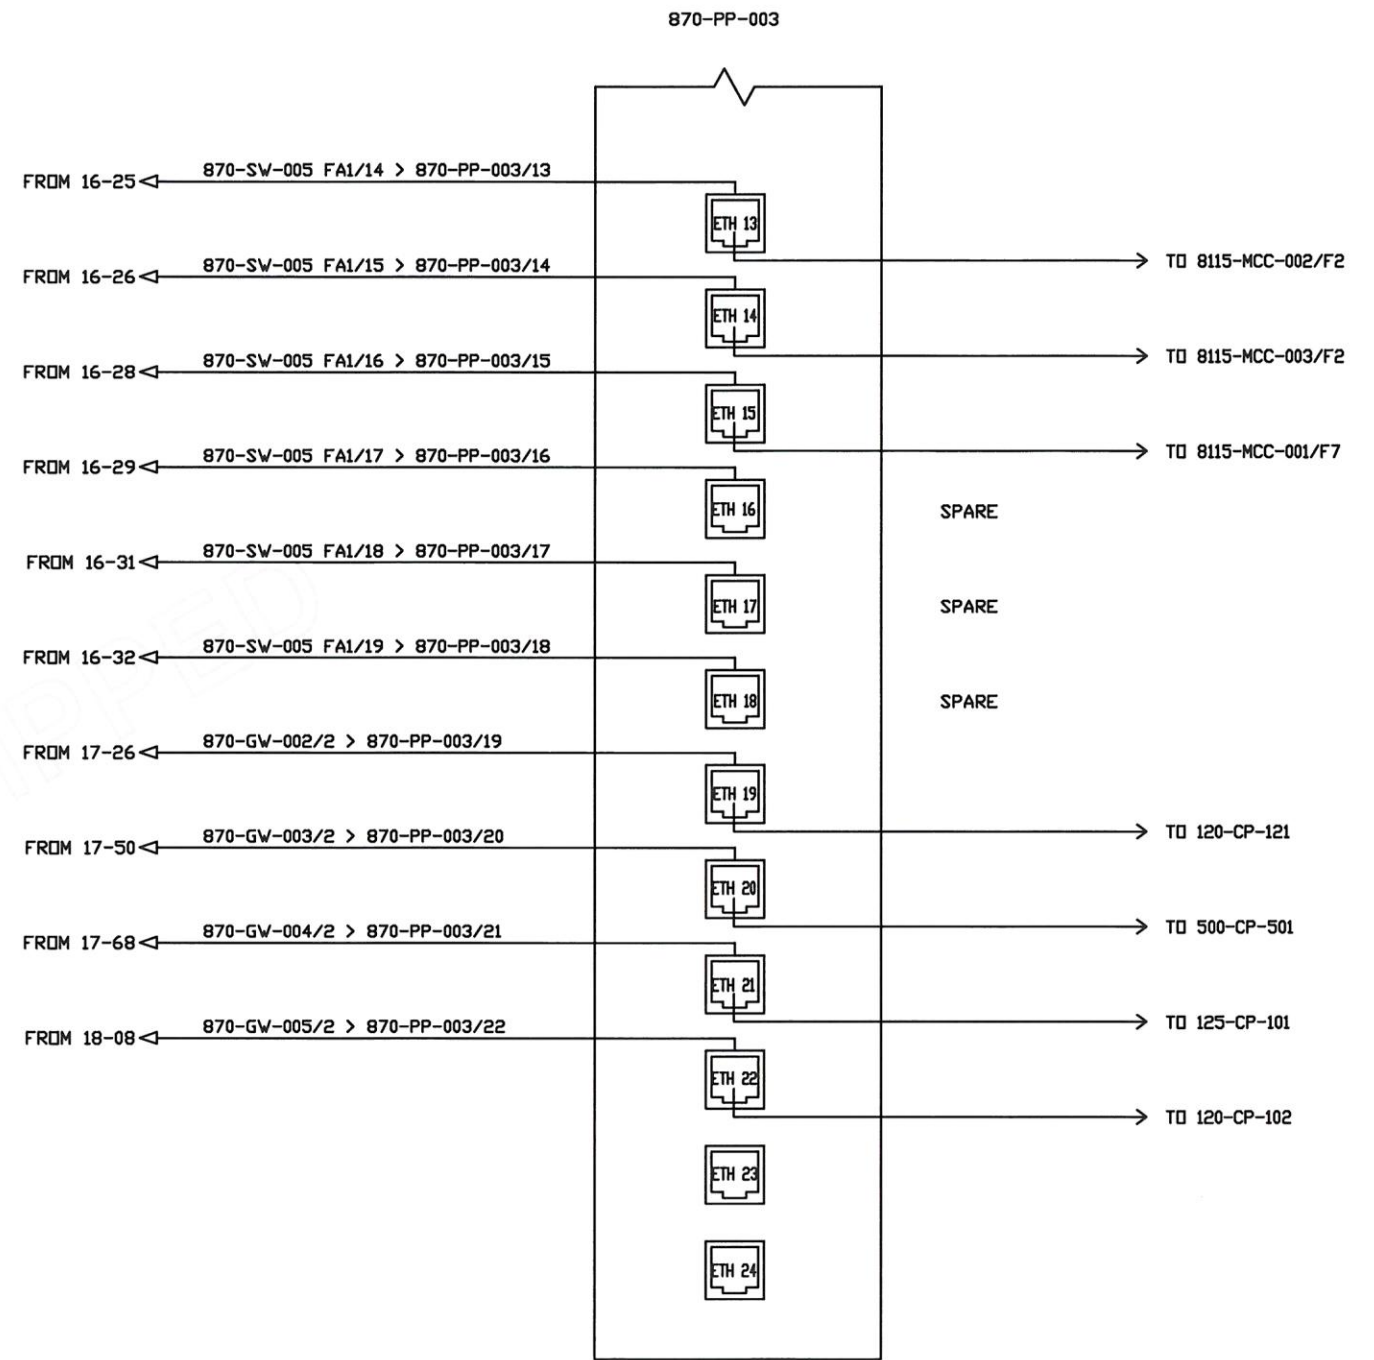 870-PP-003
FROM 16-25 870-SW-005 FA1/14 > 870-PP-003/13
ETH 13
TO 8115-MCC-002/F2
FROM 16-26 870-SW-005 FA1/15 > 870-PP-003/14
ETH 14
TO 8115-MCC-003/F2
FROM 16-28 870-SW-005 FA1/16 > 870-PP-003/15
ETH 15
TO 8115-MCC-001/F7
FROM 16-29 870-SW-005 FA1/17 > 870-PP-003/16
ETH 16 SPARE
FROM 16-31 870-SW-005 FA1/18 > 870-PP-003/17
ETH 17 SPARE
FROM 16-32 870-SW-005 FA1/19 > 870-PP-003/18
ETH 18 SPARE
FROM 17-26 870-GW-002/2 > 870-PP-003/19
ETH 19
TO 120-CP-121
FROM 17-50 870-GW-003/2 > 870-PP-003/20
ETH 20
TO 500-CP-501
FROM 17-68 870-GW-004/2 > 870-PP-003/21
ETH 21
TO 125-CP-101
FROM 18-08 870-GW-005/2 > 870-PP-003/22
ETH 22
TO 120-CP-102
ETH 23
ETH 24